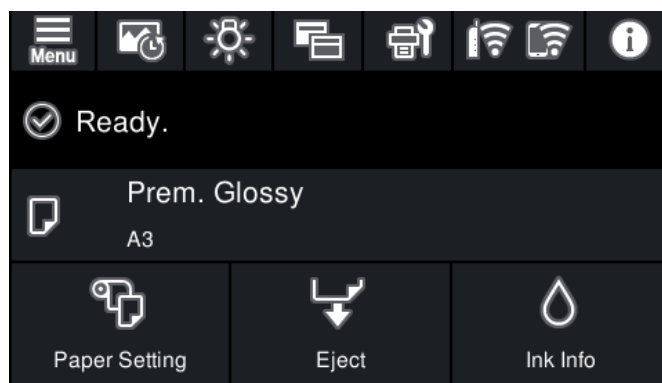 Menu
Ready.
Prem. Glossy
A3
Paper Setting
Eject
Ink Info